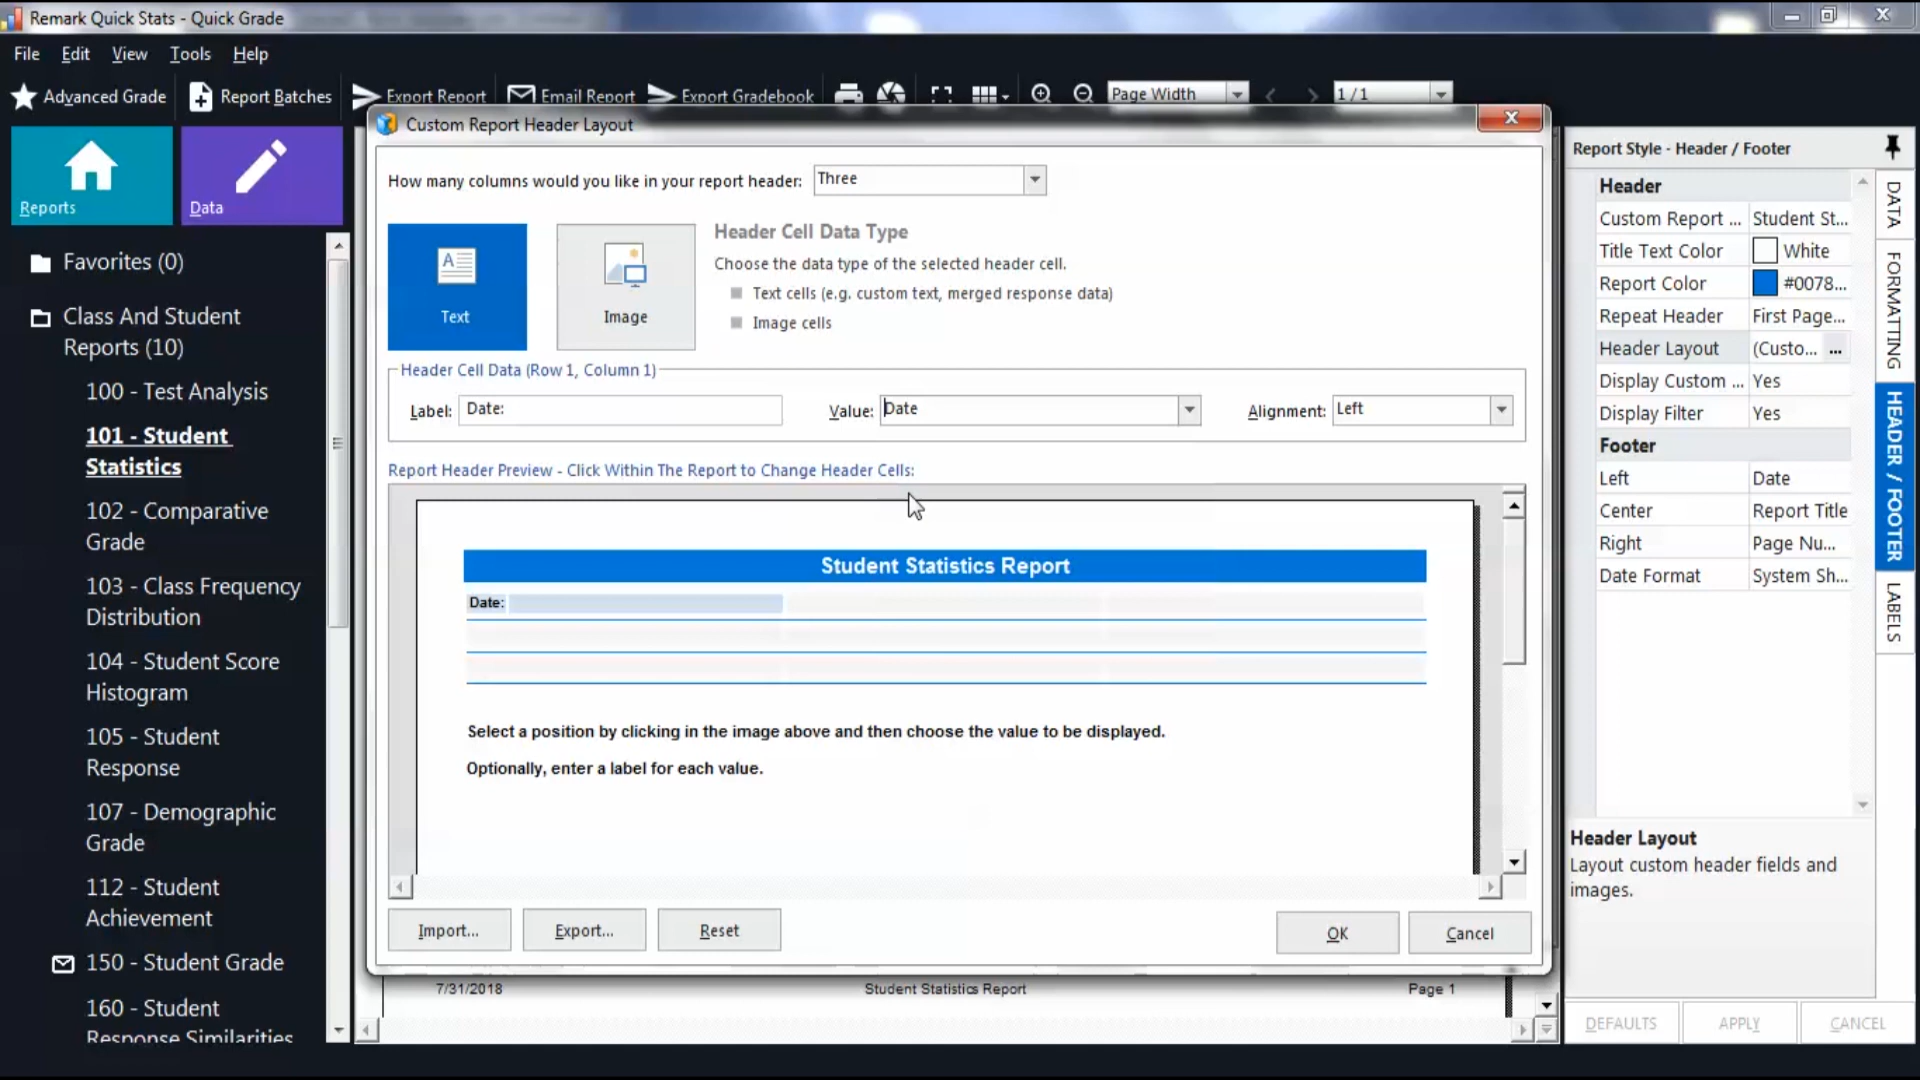 Remark Quick Stats - Quick Grade
File Edit View Tools Help
Advanced Grade Report Batches Export Report Email Report Export Gradebook Page Width 1 / 1
Reports
Data
Favorites (0)
Class And Student
Reports (10)
100 - Test Analysis
101 - Student
Statistics
102 - Comparative
Grade
103 - Class Frequency
Distribution
104 - Student Score
Histogram
105 - Student
Response
107 - Demographic
Grade
112 - Student
Achievement
150 - Student Grade
160 - Student
Response Similarities
Custom Report Header Layout
How many columns would you like in your report header: Three
Text
Image
Header Cell Data Type
Choose the data type of the selected header cell.
Text cells (e.g. custom text, merged response data)
Image cells
Header Cell Data (Row 1, Column 1)
Label: Date: Value: Date Alignment: Left
Report Header Preview - Click Within The Report to Change Header Cells:
Student Statistics Report
Date:
Select a position by clicking in the image above and then choose the value to be displayed.
Optionally, enter a label for each value.
Import... Export... Reset OK Cancel
7/31/2018 Student Statistics Report Page 1
Report Style - Header / Footer
Header
Custom Report ... Student St...
Title Text Color White
Report Color #0078...
Repeat Header First Page...
Header Layout (Custo... ...
Display Custom ... Yes
Display Filter Yes
Footer
Left Date
Center Report Title
Right Page Nu...
Date Format System Sh...
Header Layout
Layout custom header fields and
images.
DEFAULTS APPLY CANCEL
DATA
FORMATTING
HEADER / FOOTER
LABELS